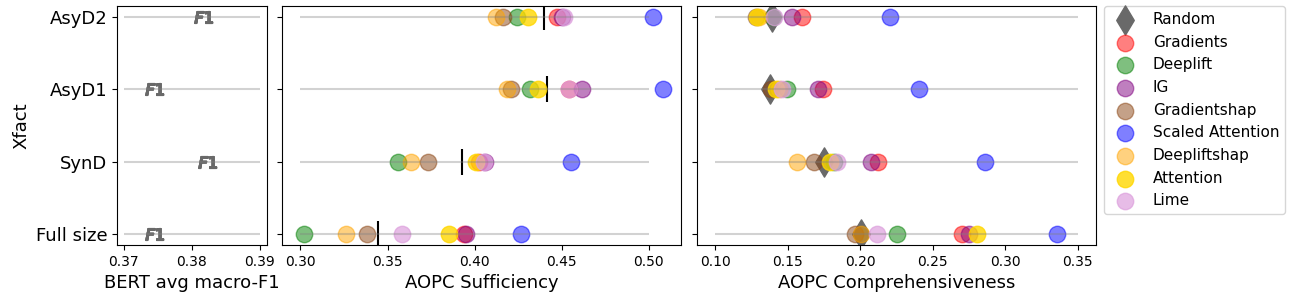 Xfact
AsyD2
AsyD1
SynD
Full size
F1
F1
F1
F1
0.37 0.38 0.39
BERT avg macro-F1
0.30 0.35 0.40 0.45 0.50
AOPC Sufficiency
0.10 0.15 0.20 0.25 0.30 0.35
AOPC Comprehensiveness
Random
Gradients
Deeplift
IG
Gradientshap
Scaled Attention
Deepliftshap
Attention
Lime